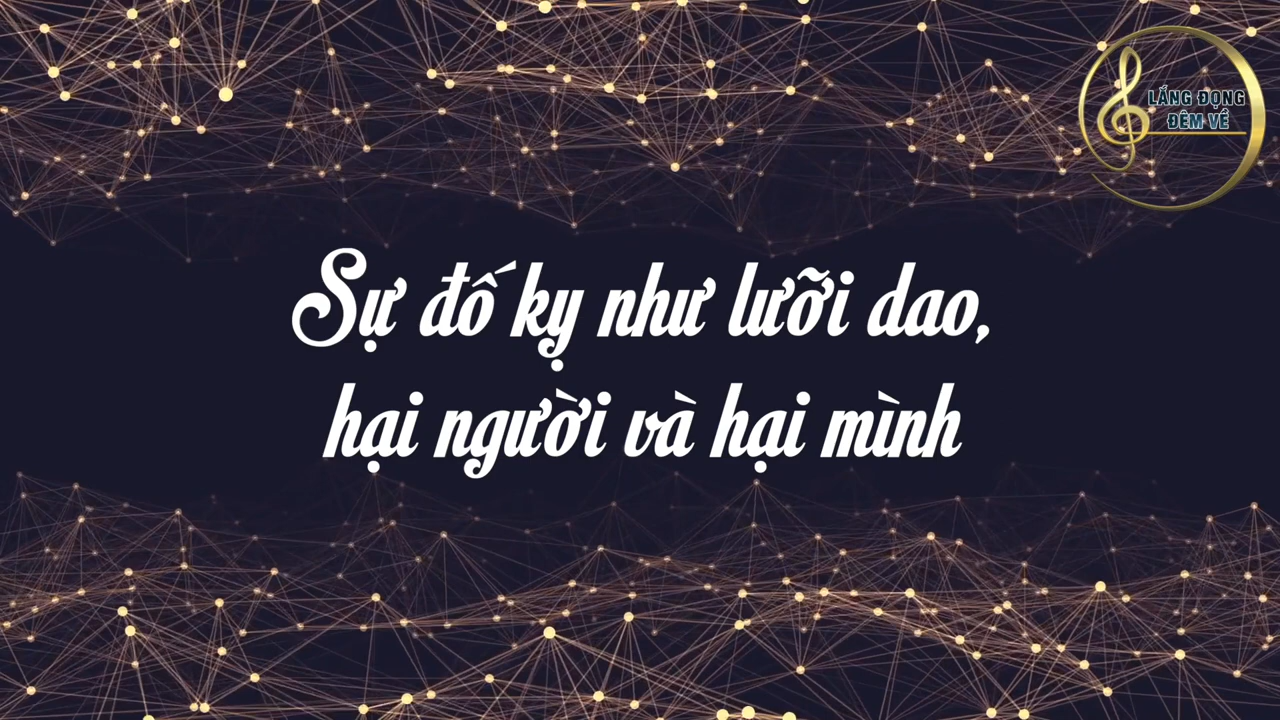 LẮNG ĐỌNG
ĐÊM VỀ
Sự đố kỵ như lưỡi dao,
hại người và hại mình